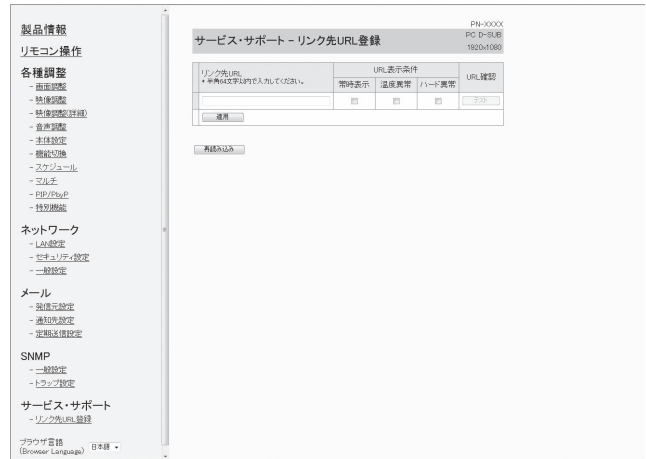 製品情報
リモコン操作
各種調整
- 画面調整
- 映像調整
- 映像調整(詳細)
- 音声調整
- 本体設定
- 機能切換
- スケジュール
- マルチ
- PIP/PbyP
- 特別機能
ネットワーク
- LAN設定
- セキュリティ設定
- 一般設定
メール
- 発信元設定
- 通知先設定
- 定期送信設定
SNMP
- 一般設定
- トラップ設定
サービス・サポート
- リンク先URL登録
ブラウザ言語
(Browser Language) 日本語
PN-XXXX
サービス・サポート - リンク先URL登録
PC D-SUB
1920x1080
リンク先URL
* 半角64文字以内で入力してください。
URL表示条件
URL確認
常時表示 温度異常 ハード異常
テスト
適用
再読み込み